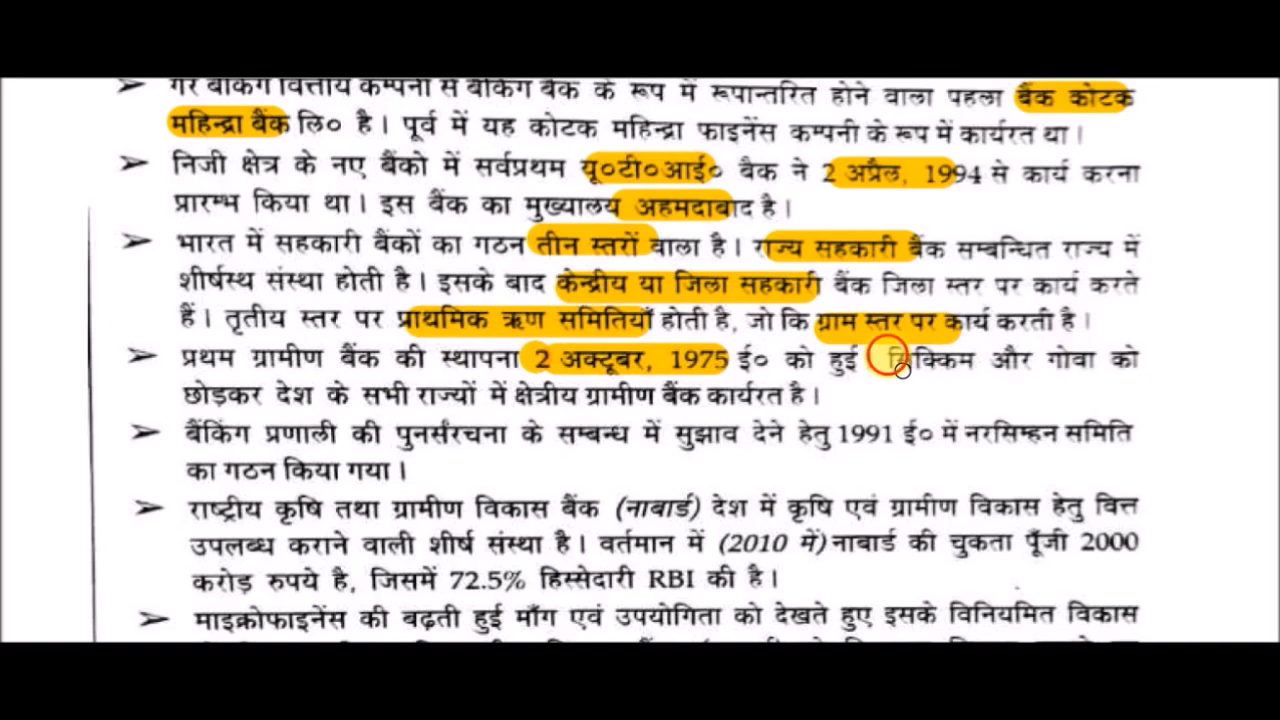 ➢ गैर बैंकिंग वित्तीय कम्पनी से बैंकिंग बैंक के रूप में रूपान्तरित होने वाला पहला बैंक कोटक
महिन्द्रा बैंक लि० है। पूर्व में यह कोटक महिन्द्रा फाइनेंस कम्पनी के रूप में कार्यरत था।
➢ निजी क्षेत्र के नए बैंको में सर्वप्रथम यू०टी०आई० बैक ने 2 अप्रैल, 1994 से कार्य करना
प्रारम्भ किया था। इस बैंक का मुख्यालय अहमदाबाद है।
➢ भारत में सहकारी बैंकों का गठन तीन स्तरों वाला है। राज्य सहकारी बैंक सम्बन्धित राज्य में
शीर्षस्थ संस्था होती है। इसके बाद केन्द्रीय या जिला सहकारी बैंक जिला स्तर पर कार्य करते
हैं। तृतीय स्तर पर प्राथमिक ऋण समितियाँ होती है, जो कि ग्राम स्तर पर कार्य करती है।
➢ प्रथम ग्रामीण बैंक की स्थापना 2 अक्टूबर, 1975 ई० को हुई सिक्किम और गोवा को
छोड़कर देश के सभी राज्यों में क्षेत्रीय ग्रामीण बैंक कार्यरत है।
➢ बैंकिंग प्रणाली की पुनर्संरचना के सम्बन्ध में सुझाव देने हेतु 1991 ई० में नरसिम्हन समिति
का गठन किया गया।
➢ राष्ट्रीय कृषि तथा ग्रामीण विकास बैंक (नाबार्ड) देश में कृषि एवं ग्रामीण विकास हेतु वित्त
उपलब्ध कराने वाली शीर्ष संस्था है। वर्तमान में (2010 में) नाबार्ड की चुकता पूँजी 2000
करोड़ रुपये है, जिसमें 72.5% हिस्सेदारी RBI की है।
➢ माइक्रोफाइनेंस की बढ़ती हुई माँग एवं उपयोगिता को देखते हुए इसके विनियमित विकास